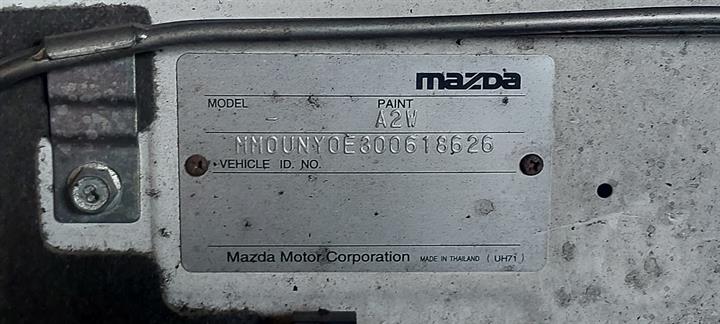 mazda
MODEL PAINT
- A2W
MM0UNY0E300618626
VEHICLE ID. NO.
Mazda Motor Corporation MADE IN THAILAND ( UH71 )